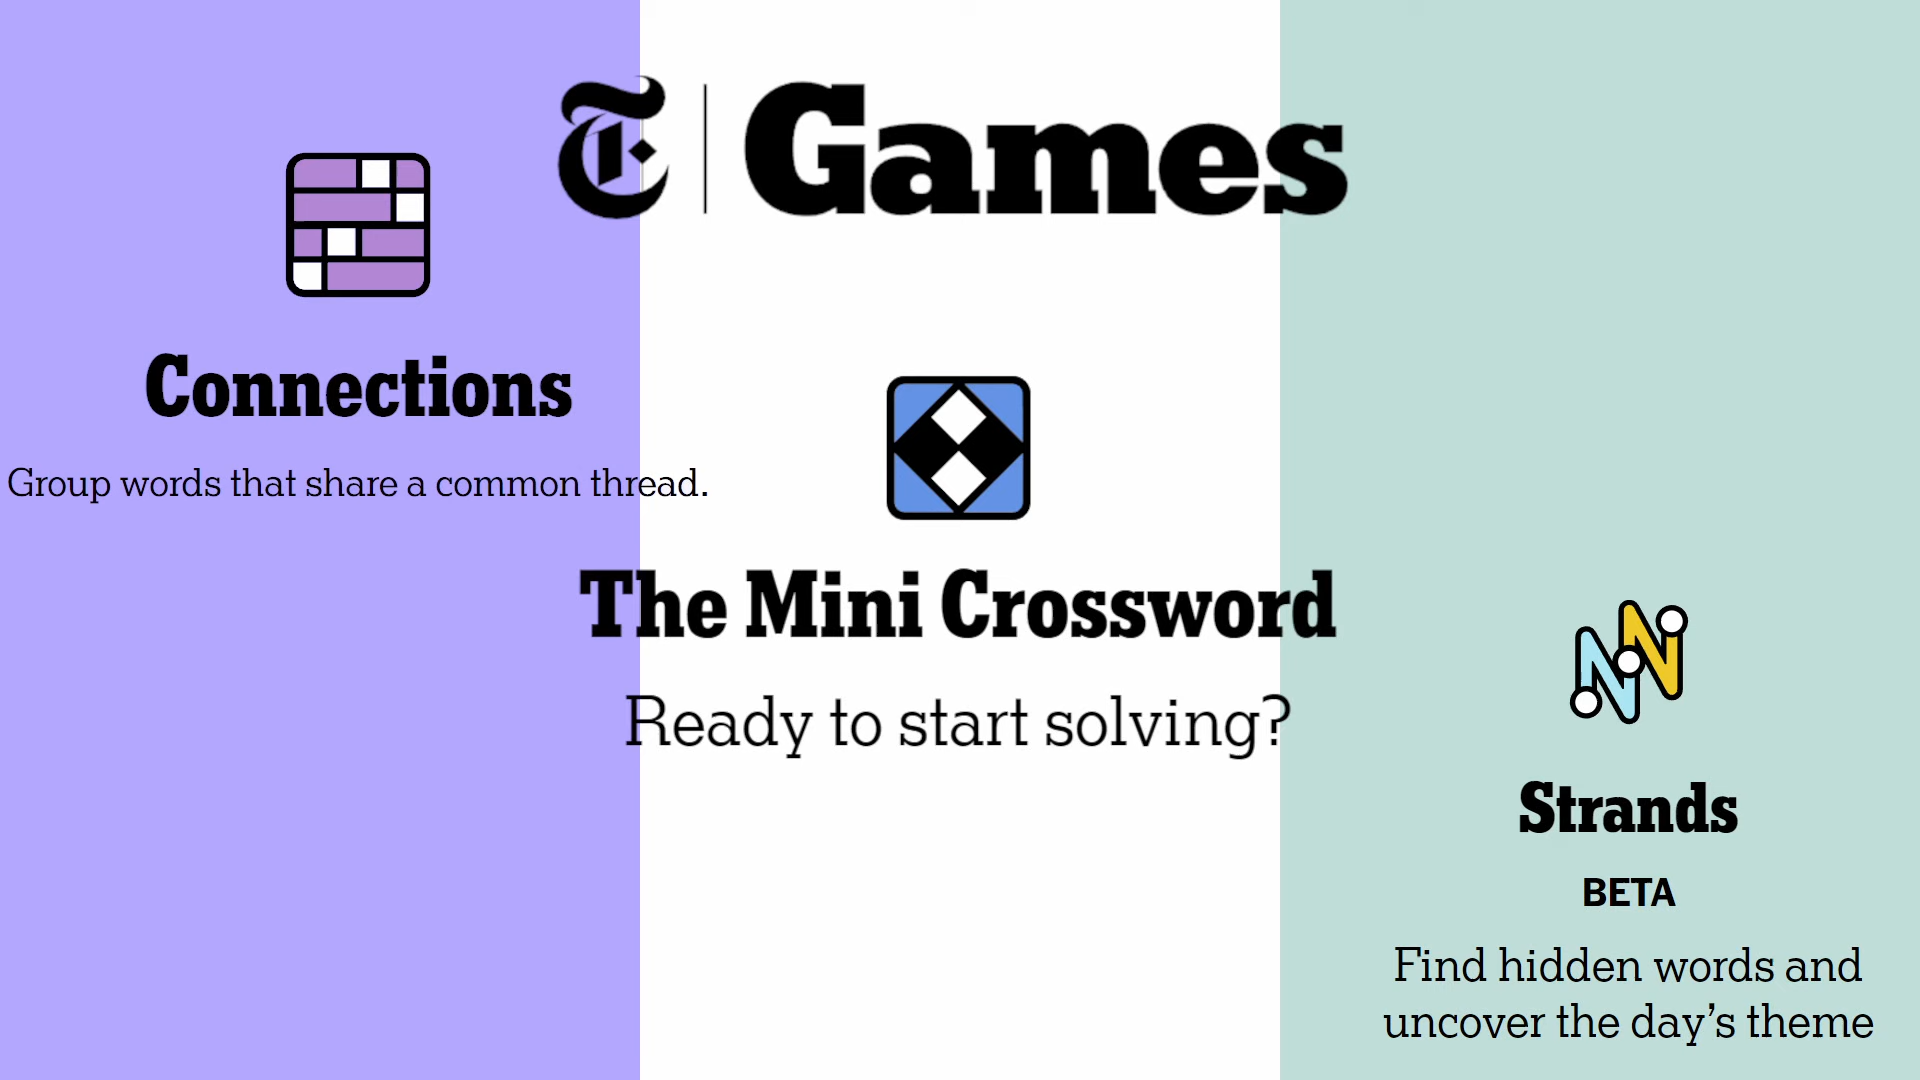 T | Games
Connections
Group words that share a common thread.
The Mini Crossword
Ready to start solving?
Strands
BETA
Find hidden words and
uncover the day’s theme